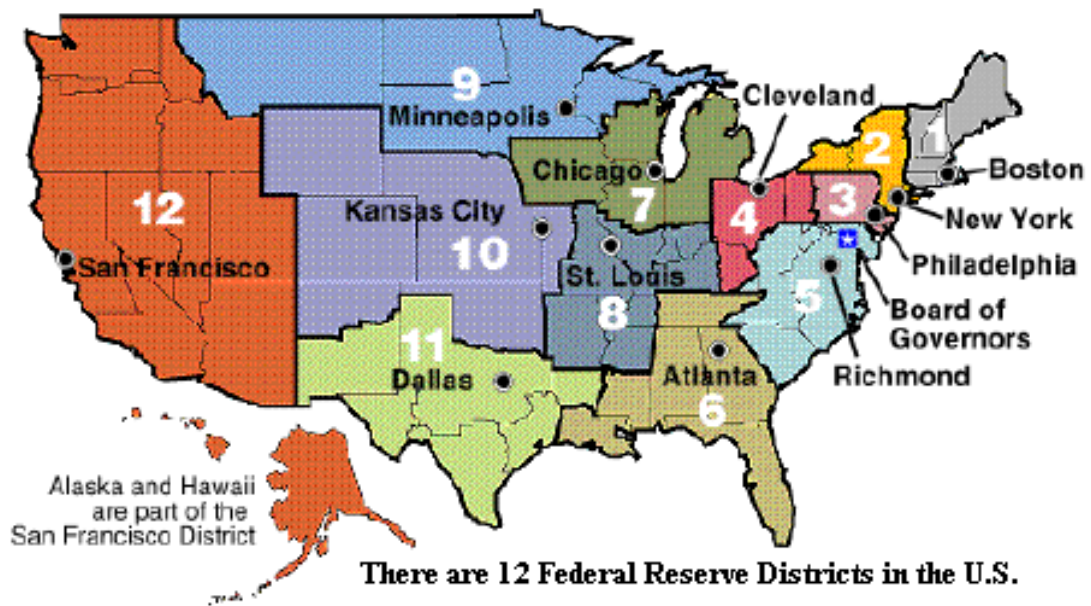 9
Minneapolis
Cleveland
2
1
Chicago
7
Boston
12
Kansas City
4
3
New York
10
San Francisco
St. Louis
5
Philadelphia
8
Board of
Governors
11
Dallas
Atlanta
Richmond
6
Alaska and Hawaii
are part of the
San Francisco District
There are 12 Federal Reserve Districts in the U.S.